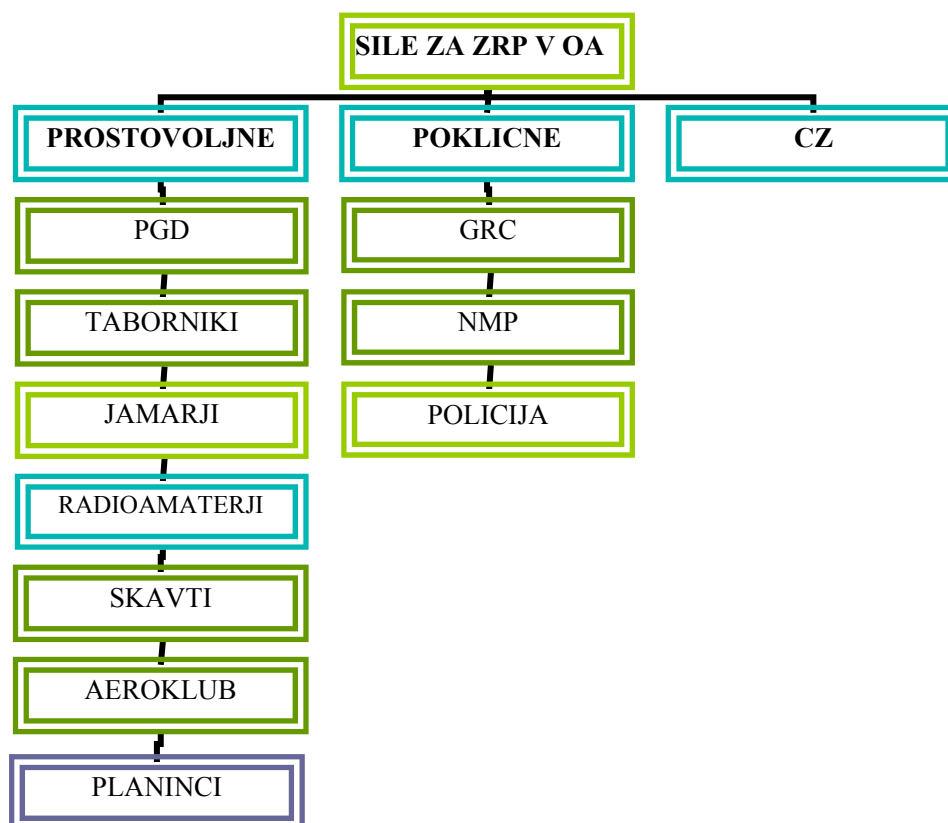 SILE ZA ZRP V OA
PROSTOVOLJNE
POKLICNE
CZ
PGD
GRC
TABORNIKI
NMP
JAMARJI
POLICIJA
RADIOAMATERJI
SKAVTI
AEROKLUB
PLANINCI